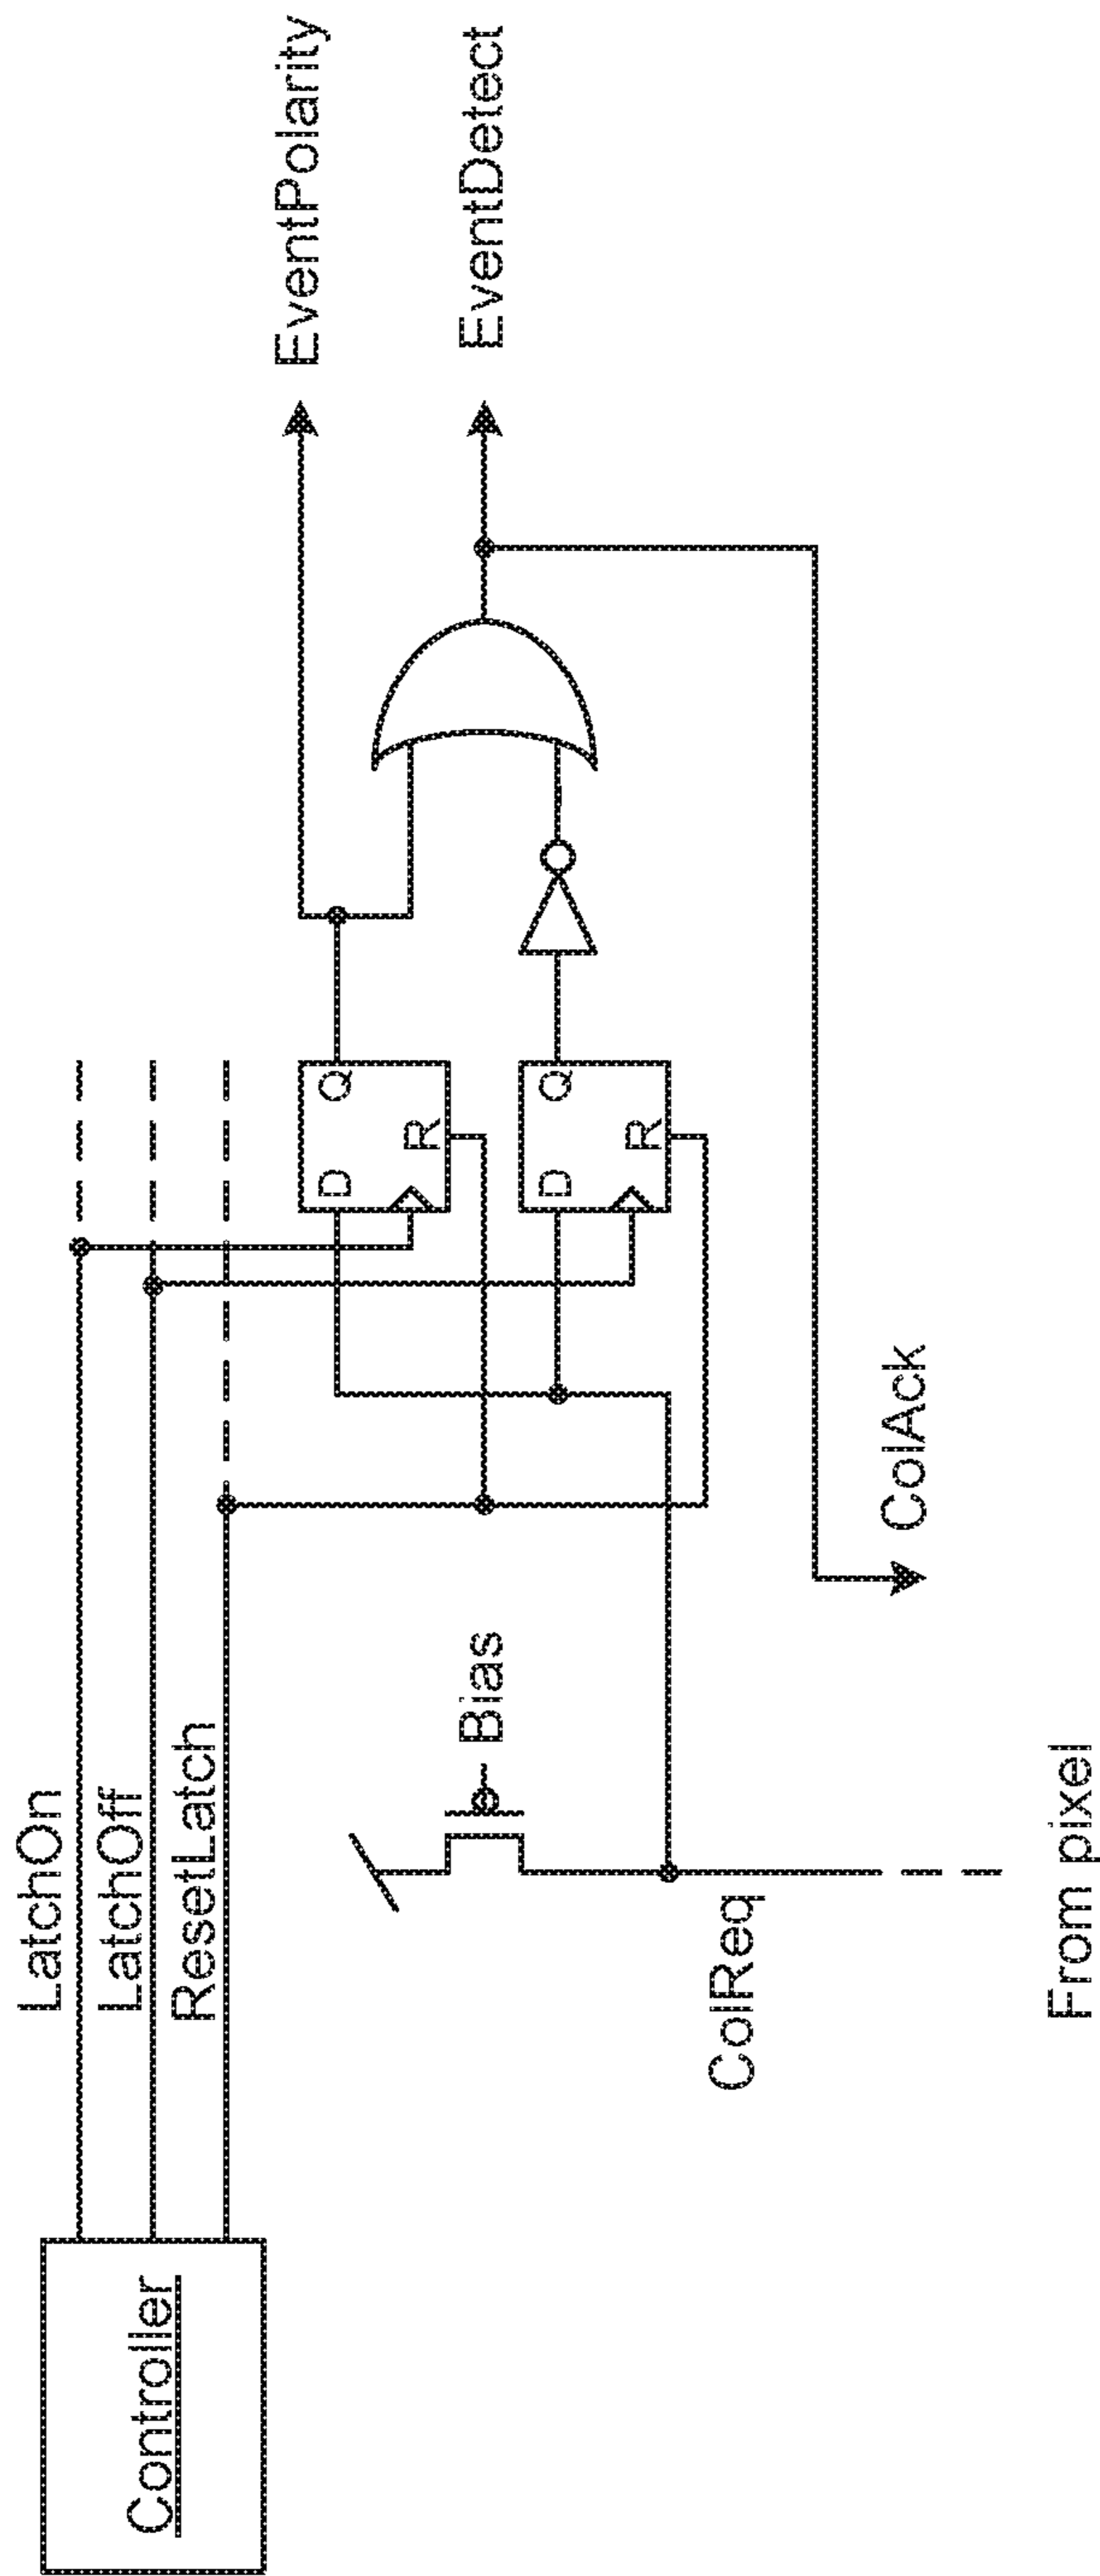 Controller
LatchOn
LatchOff
ResetLatch
Bias
ColReq
From pixel
ColAck
D
Q
R
D
Q
R
EventPolarity
EventDetect